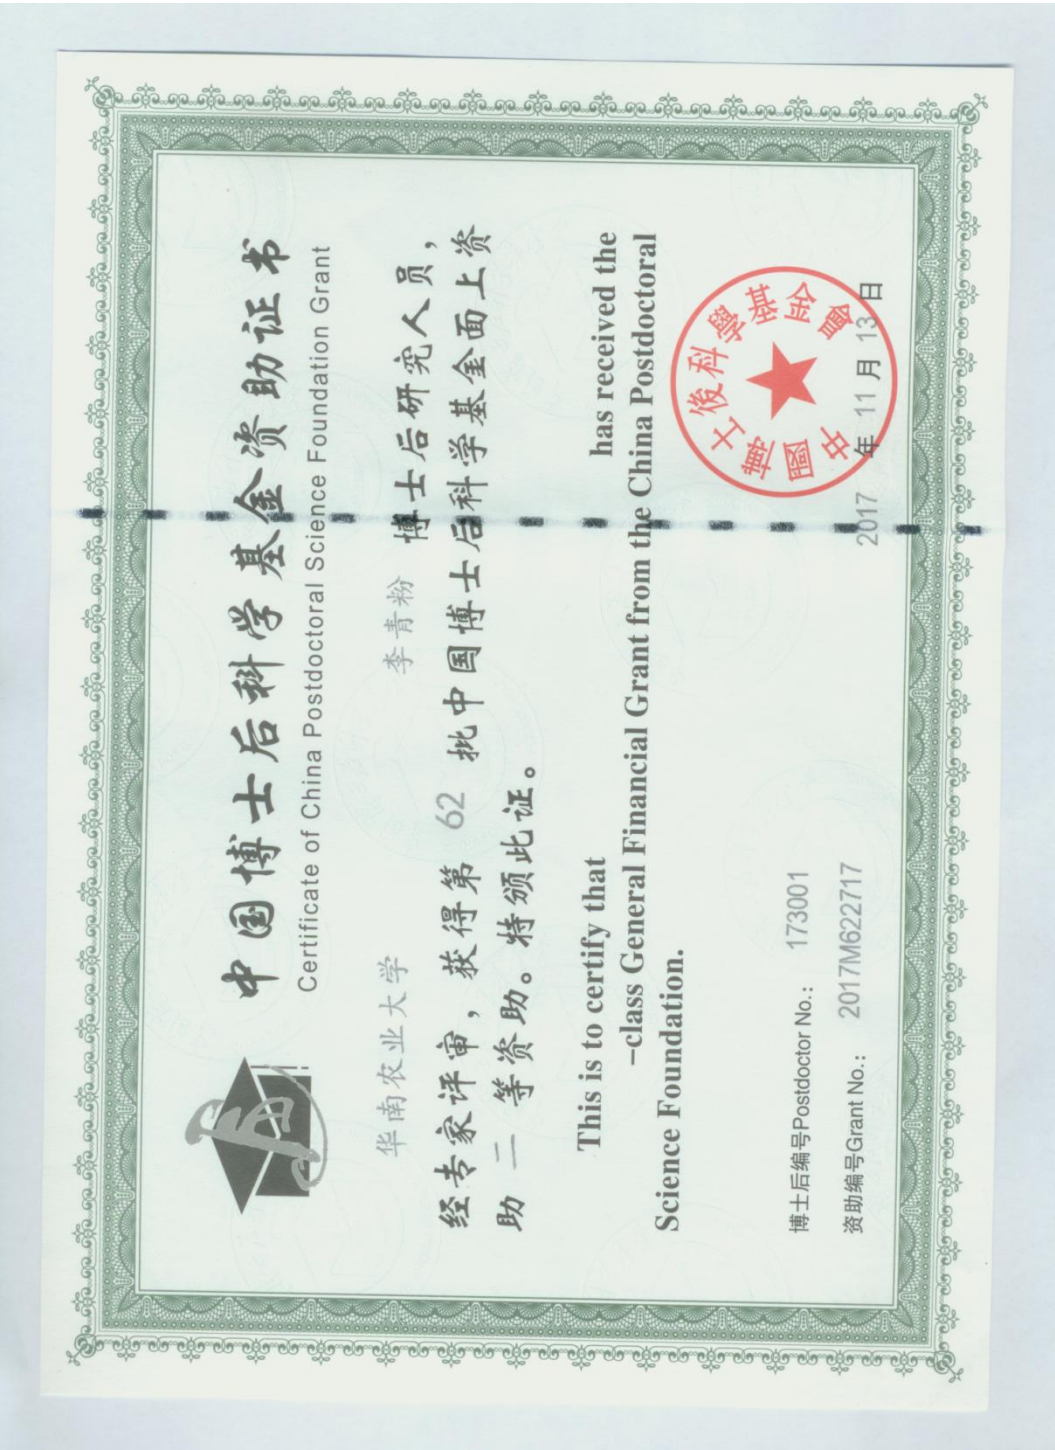 中国博士后科学基金资助证书
Certificate of China Postdoctoral Science Foundation Grant
华南农业大学 李青粉 博士后研究人员，
经专家评审，获得第 62 批中国博士后科学基金面上资
助 二 等资助。特颁此证。
This is to certify that has received the
–class General Financial Grant from the China Postdoctoral
Science Foundation.
博士后编号Postdoctor No.： 173001
资助编号Grant No.： 2017M622717
中國博士後科學基金會
2017 年 11 月 13 日